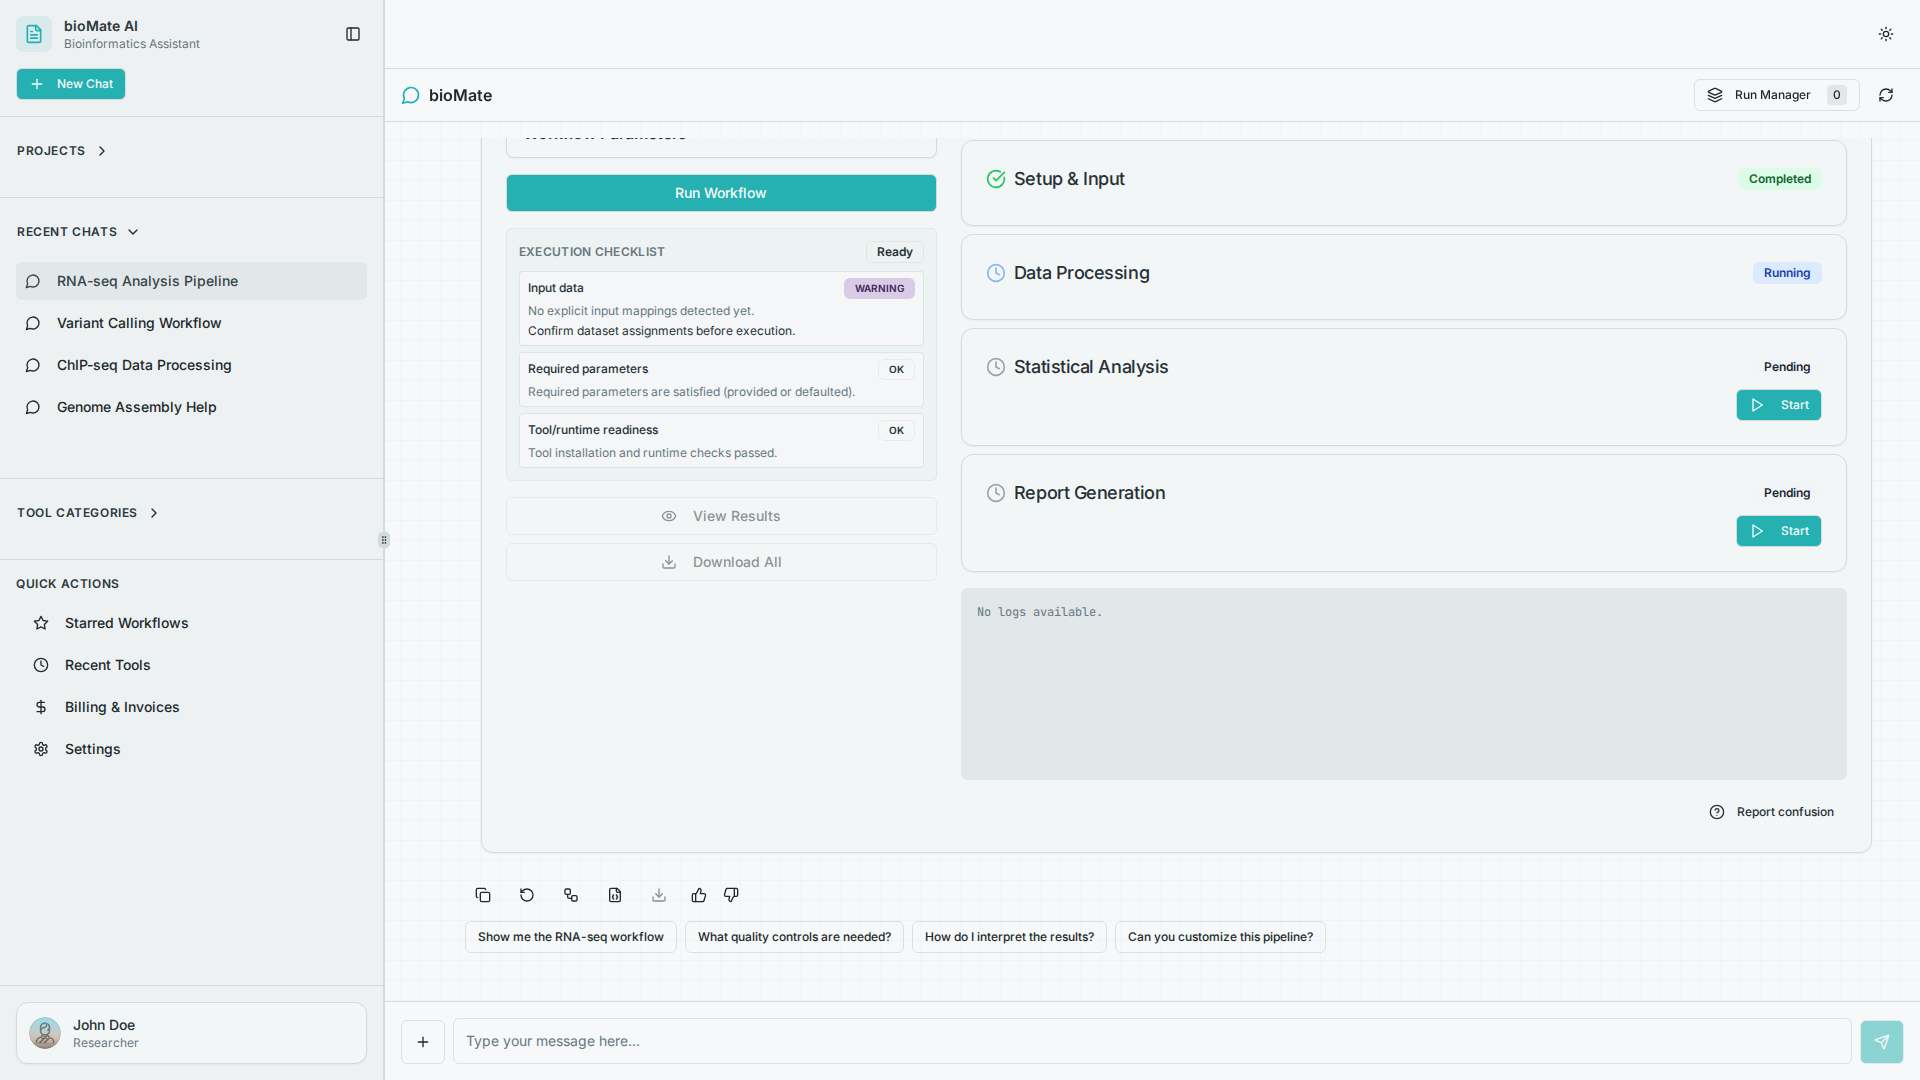 bioMate AI
Bioinformatics Assistant
New Chat
PROJECTS
RECENT CHATS
RNA-seq Analysis Pipeline
Variant Calling Workflow
ChIP-seq Data Processing
Genome Assembly Help
TOOL CATEGORIES
QUICK ACTIONS
Starred Workflows
Recent Tools
Billing & Invoices
Settings
John Doe
Researcher
bioMate
Run Manager 0
Workflow Parameters
Run Workflow
EXECUTION CHECKLIST Ready
Input data WARNING
No explicit input mappings detected yet.
Confirm dataset assignments before execution.
Required parameters OK
Required parameters are satisfied (provided or defaulted).
Tool/runtime readiness OK
Tool installation and runtime checks passed.
View Results
Download All
Setup & Input Completed
Data Processing Running
Statistical Analysis Pending
Start
Report Generation Pending
Start
No logs available.
Report confusion
Show me the RNA-seq workflow
What quality controls are needed?
How do I interpret the results?
Can you customize this pipeline?
Type your message here...